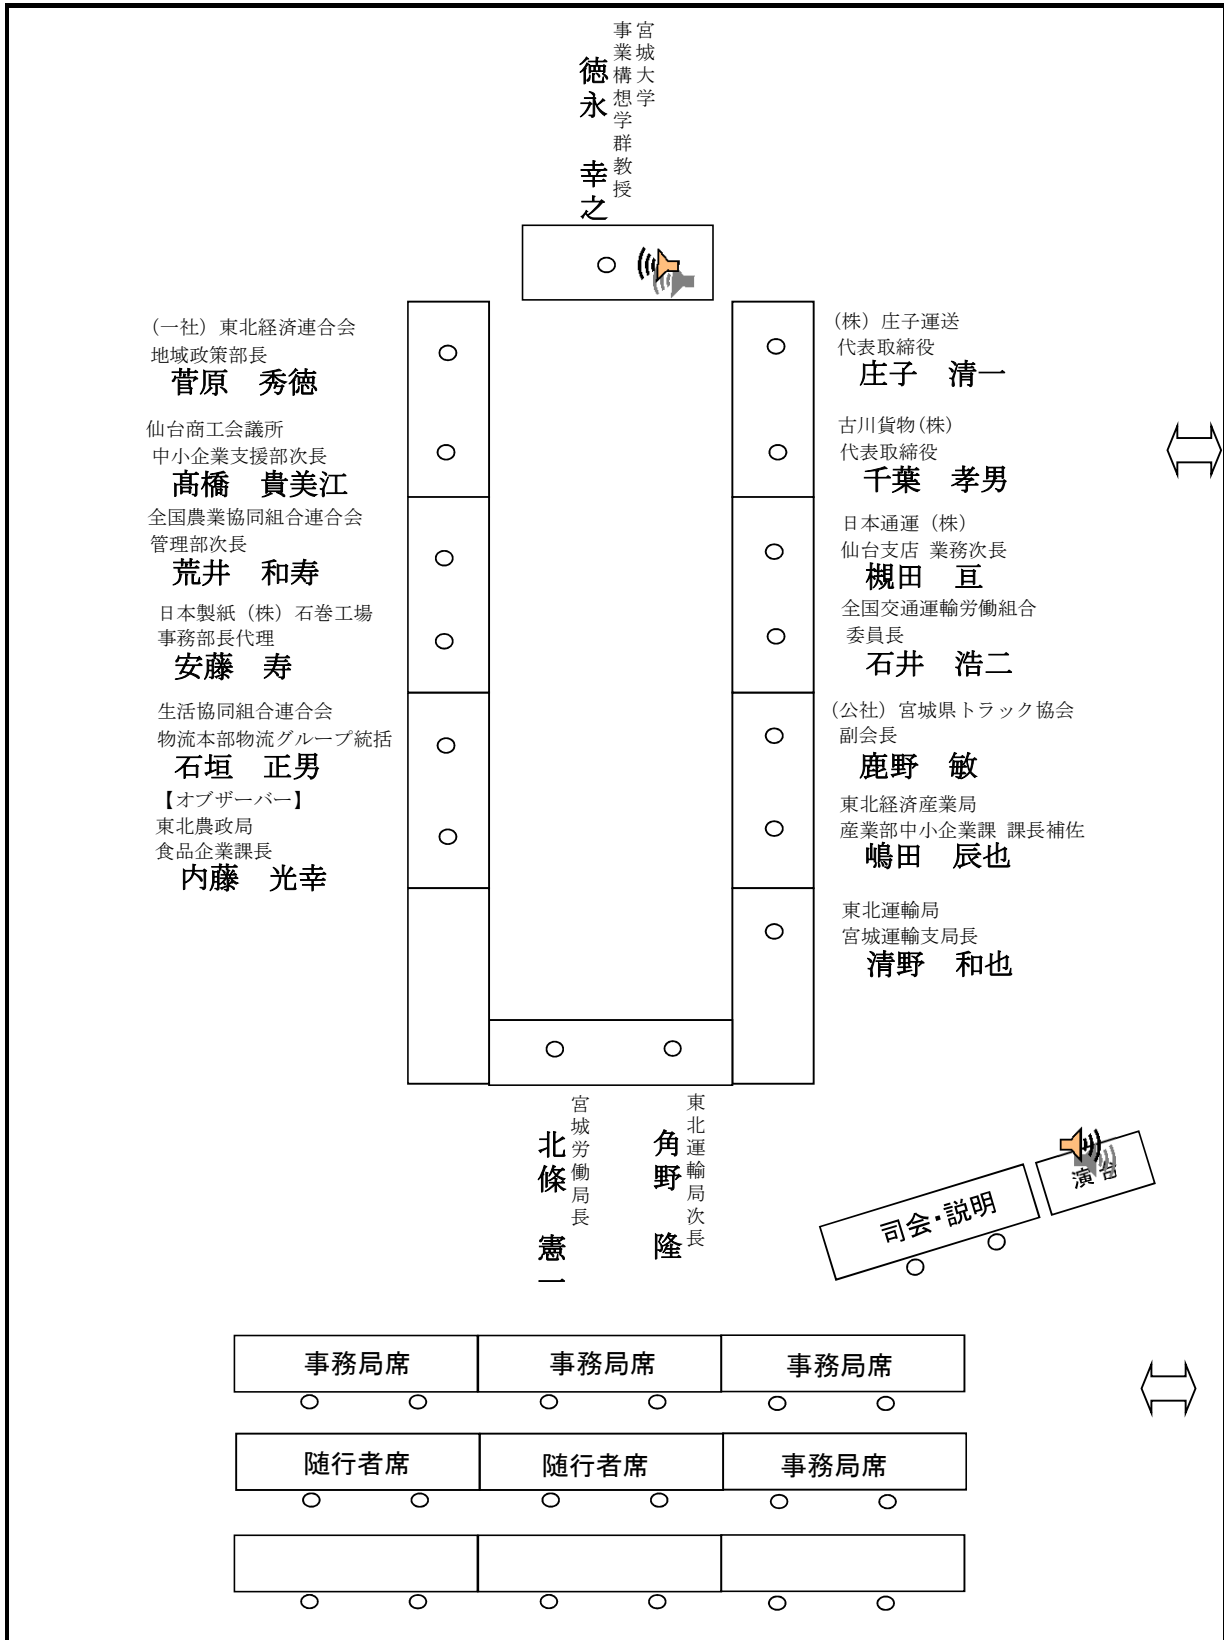 宮城大学
事業構想学群教授
徳永　幸之
（一社）東北経済連合会
地域政策部長
菅原　秀徳
仙台商工会議所
中小企業支援部次長
髙橋　貴美江
全国農業協同組合連合会
管理部次長
荒井　和寿
日本製紙（株）石巻工場
事務部長代理
安藤　寿
生活協同組合連合会
物流本部物流グループ統括
石垣　正男
【オブザーバー】
東北農政局
食品企業課長
内藤　光幸
（株）庄子運送
代表取締役
庄子　清一
古川貨物(株)
代表取締役
千葉　孝男
日本通運（株）
仙台支店 業務次長
槻田　亘
全国交通運輸労働組合
委員長
石井　浩二
（公社）宮城県トラック協会
副会長
鹿野　敏
東北経済産業局
産業部中小企業課 課長補佐
嶋田　辰也
東北運輸局
宮城運輸支局長
清野　和也
東北運輸局次長
角野　隆
宮城労働局長
北條　憲一
演台
司会・説明
事務局席 事務局席 事務局席
随行者席 随行者席 事務局席